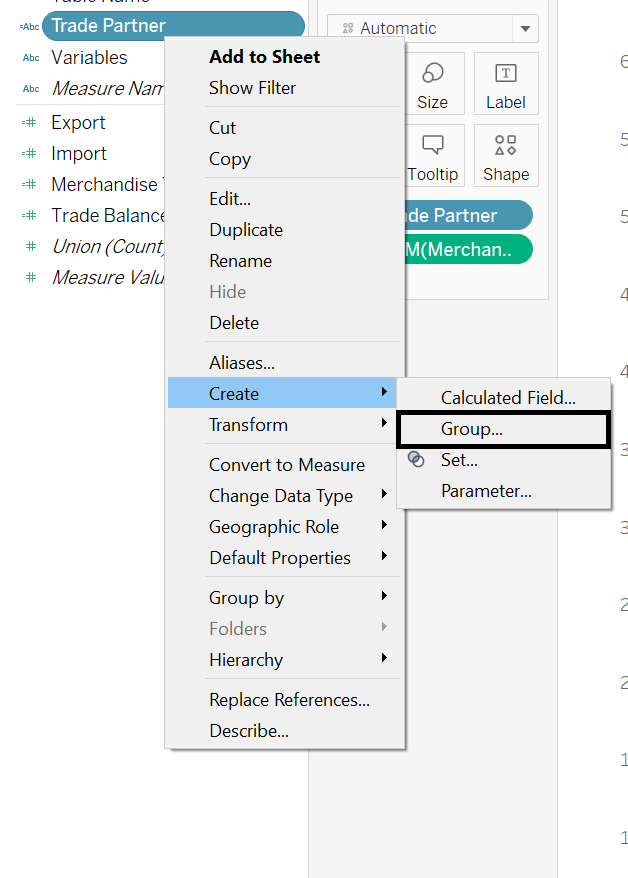 Table Name
=Abc Trade Partner
Abc Variables
Abc Measure Nam
=# Export
=# Import
=# Merchandise T
=# Trade Balance
# Union (Count)
# Measure Valu
Add to Sheet
Show Filter
Cut
Copy
Edit...
Duplicate
Rename
Hide
Delete
Aliases...
Create
Transform
Convert to Measure
Change Data Type
Geographic Role
Default Properties
Group by
Folders
Hierarchy
Replace References...
Describe...
Calculated Field...
Group...
Set...
Parameter...
Automatic
Size
T
Label
Tooltip
Shape
de Partner
M(Merchan..
6
5
5
4
4
3
3
2
2
1
1